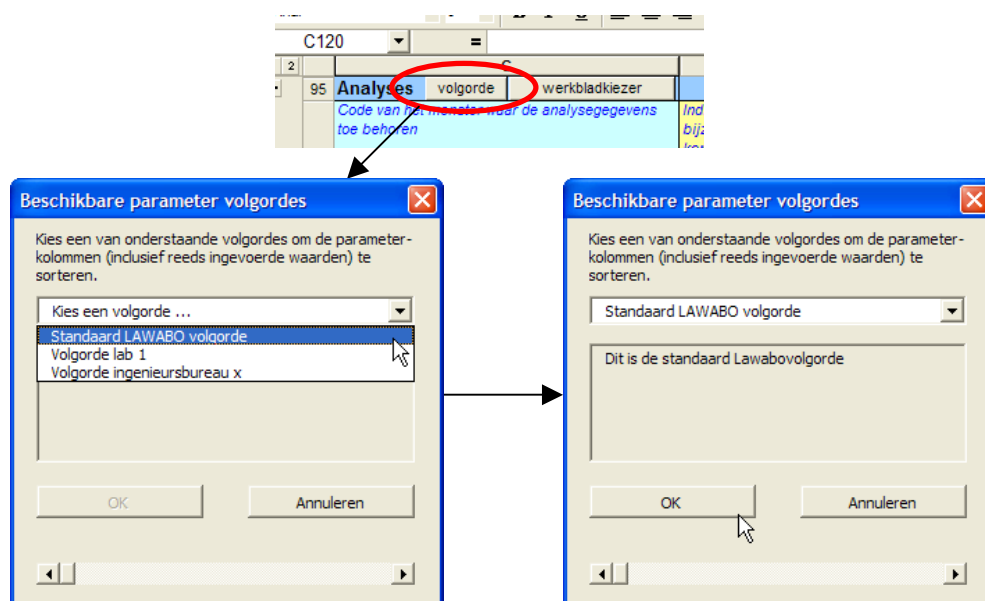 C120 =
2 C
95 Analyses volgorde werkbladkiezer
Code van het monster waar de analysegegevens
toe behoren
Ind
bijz
Beschikbare parameter volgordes
Kies een van onderstaande volgordes om de parameter-
kolommen (inclusief reeds ingevoerde waarden) te
sorteren.
Kies een volgorde ...
Standaard LAWABO volgorde
Volgorde lab 1
Volgorde ingenieursbureau x
OK Annuleren
Beschikbare parameter volgordes
Kies een van onderstaande volgordes om de parameter-
kolommen (inclusief reeds ingevoerde waarden) te
sorteren.
Standaard LAWABO volgorde
Dit is de standaard Lawabovolgorde
OK Annuleren